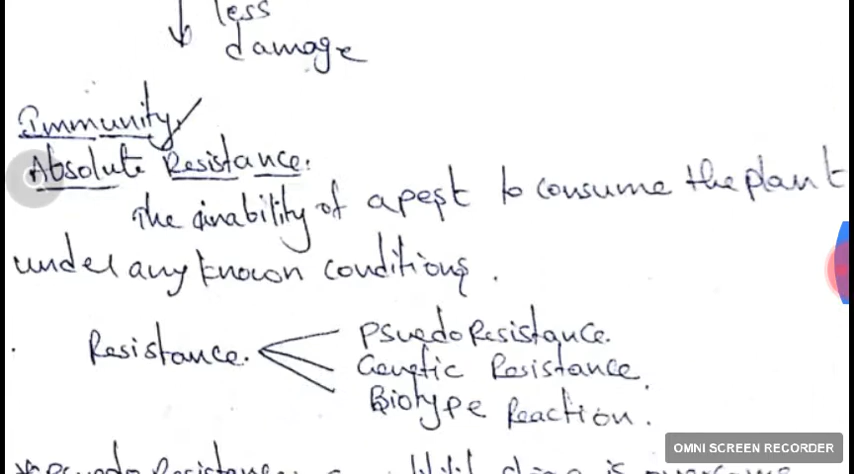 less
damage
Immunity/
Absolute Resistance:
The inability of a pest to consume the plant
under any known conditions.
Resistance. Psuedo Resistance.
Genetic Resistance.
Biotype Reaction.
OMNI SCREEN RECORDER